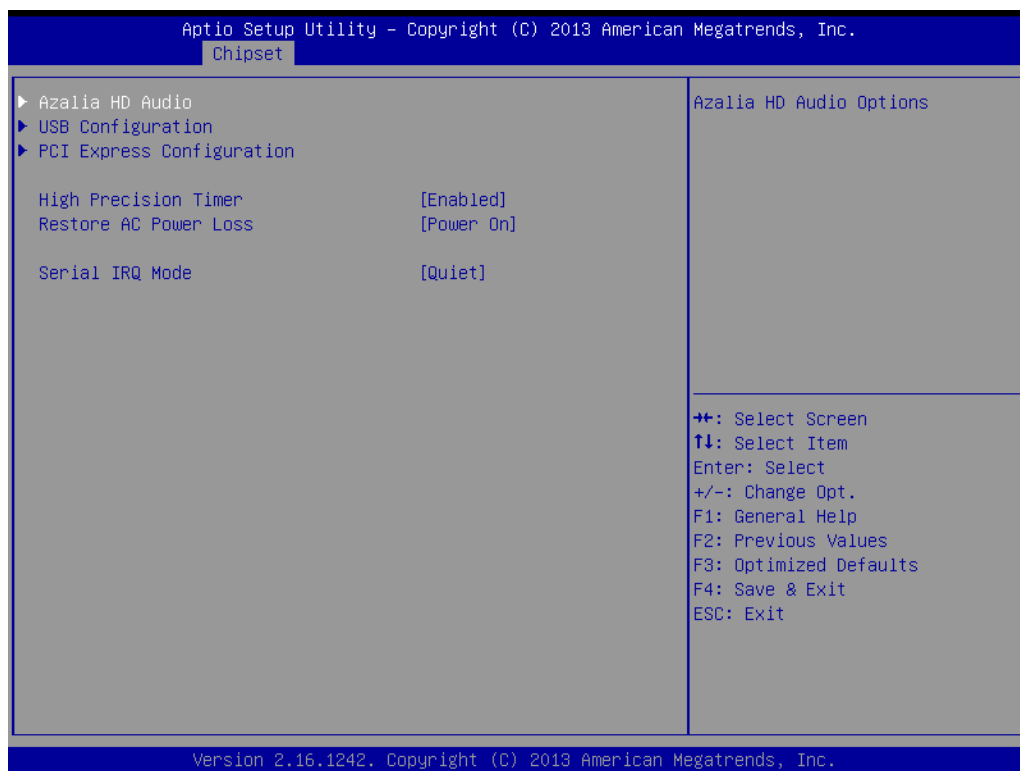 Aptio Setup Utility – Copyright (C) 2013 American Megatrends, Inc.
Chipset
Azalia HD Audio
USB Configuration
PCI Express Configuration
High Precision Timer [Enabled]
Restore AC Power Loss [Power On]
Serial IRQ Mode [Quiet]
Azalia HD Audio Options
→←: Select Screen
↑↓: Select Item
Enter: Select
+/-: Change Opt.
F1: General Help
F2: Previous Values
F3: Optimized Defaults
F4: Save & Exit
ESC: Exit
Version 2.16.1242. Copyright (C) 2013 American Megatrends, Inc.